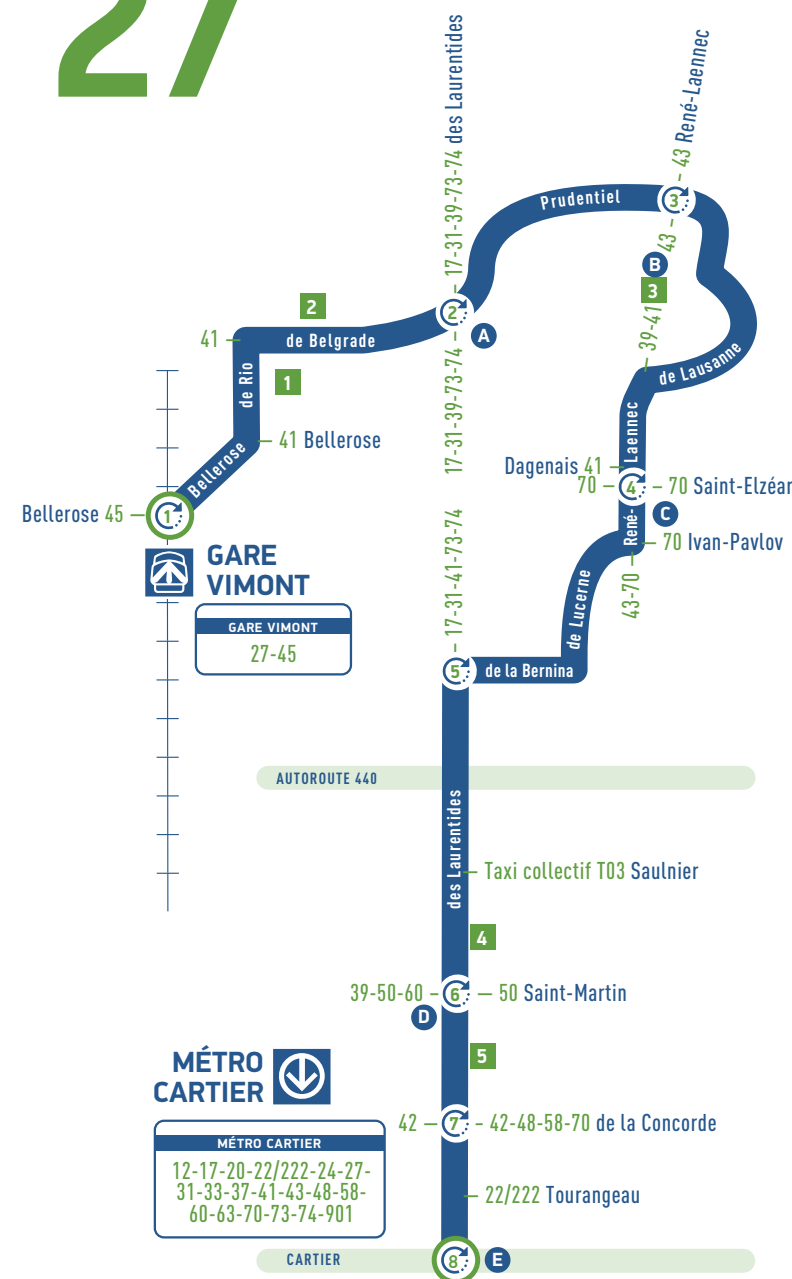 27
des Laurentides
17-31-39-73-74
René-Laennec
43
Prudentiel
3
43
B
3
39-41
2
2
A
41
de Belgrade
de Rio
1
17-31-39-73-74
de Lausanne
41 Bellerose
Bellerose
Laennec
Dagenais 41
70
4
70 Saint-Elzéar
Bellerose 45
1
C
René-
70 Ivan-Pavlov
GARE
VIMONT
17-31-41-73-74
43-70
de Lucerne
GARE VIMONT
27-45
5
de la Bernina
AUTOROUTE 440
des Laurentides
Taxi collectif T03 Saulnier
4
39-50-60
6
50 Saint-Martin
D
5
MÉTRO
CARTIER
42
7
42-48-58-70 de la Concorde
MÉTRO CARTIER
12-17-20-22/222-24-27-
31-33-37-41-43-48-58-
60-63-70-73-74-901
22/222 Tourangeau
CARTIER
8
E